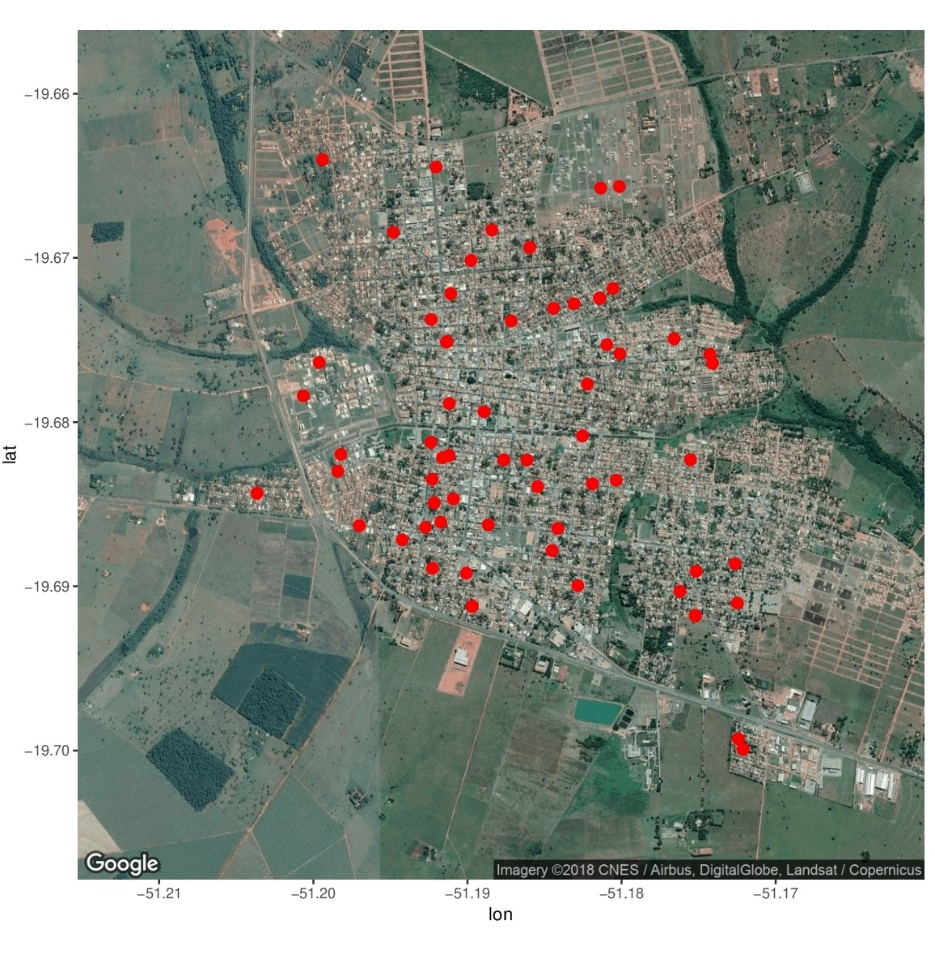 −19.66
−19.67
−19.68
−19.69
−19.70
lat
Google
Imagery ©2018 CNES / Airbus, DigitalGlobe, Landsat / Copernicus
−51.21 −51.20 −51.19 −51.18 −51.17
lon